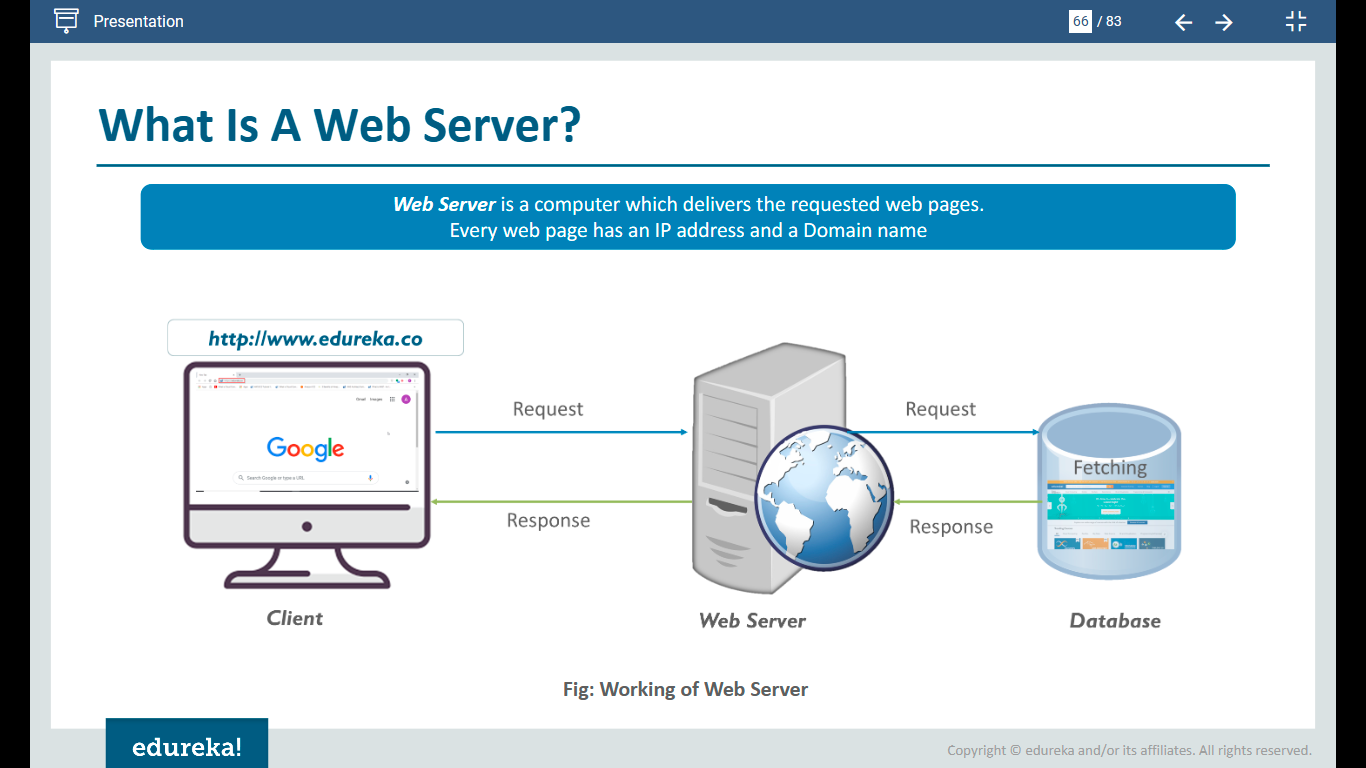 Presentation
66 / 83
What Is A Web Server?
Web Server is a computer which delivers the requested web pages.
Every web page has an IP address and a Domain name
http://www.edureka.co
Gmail Images
Google
Search Google or type a URL
Request
Response
Request
Response
Fetching
Client
Web Server
Database
Fig: Working of Web Server
edureka!
Copyright © edureka and/or its affiliates. All rights reserved.